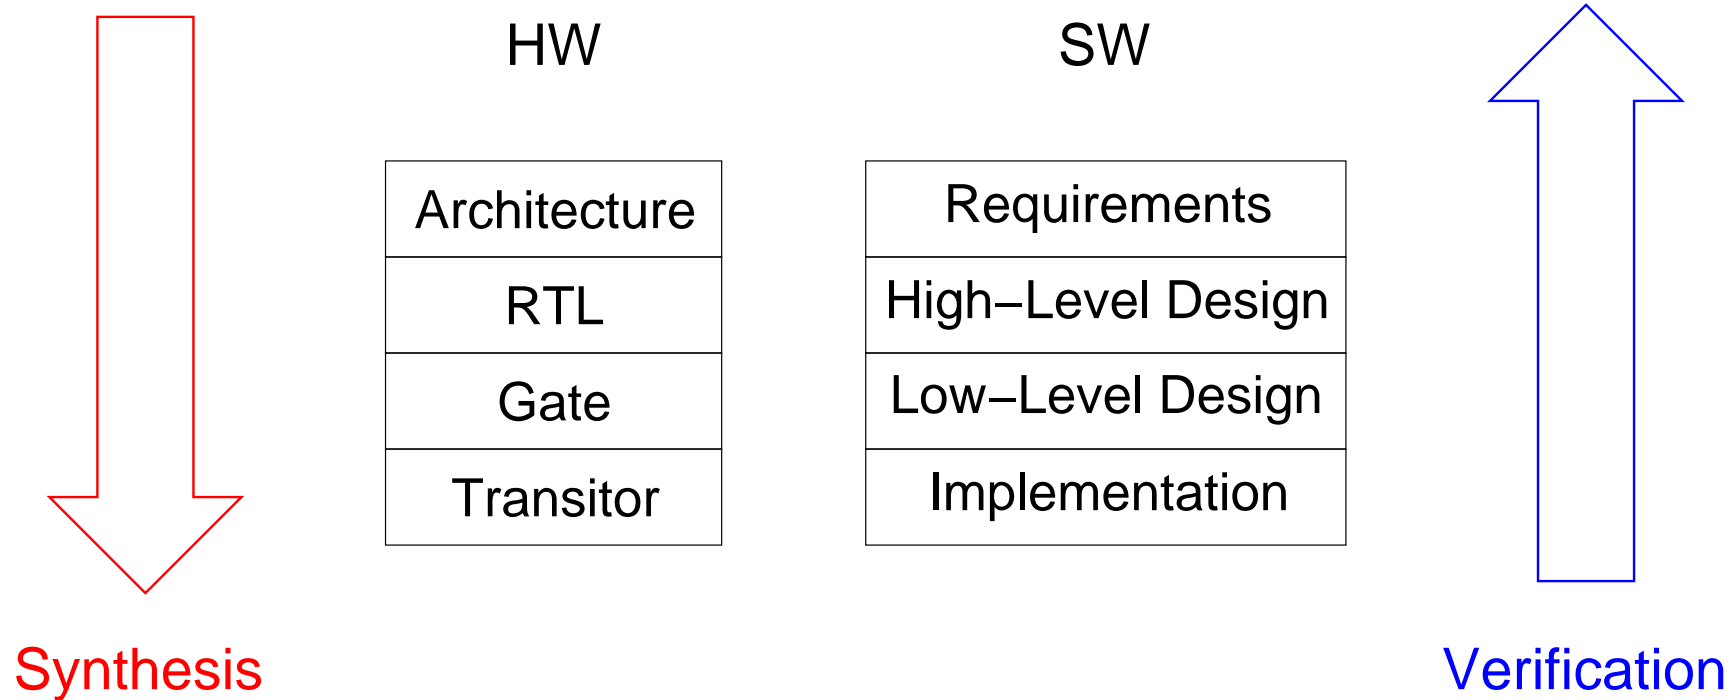 HW
SW
Architecture
RTL
Gate
Transitor
Requirements
High–Level Design
Low–Level Design
Implementation
Synthesis
Verification